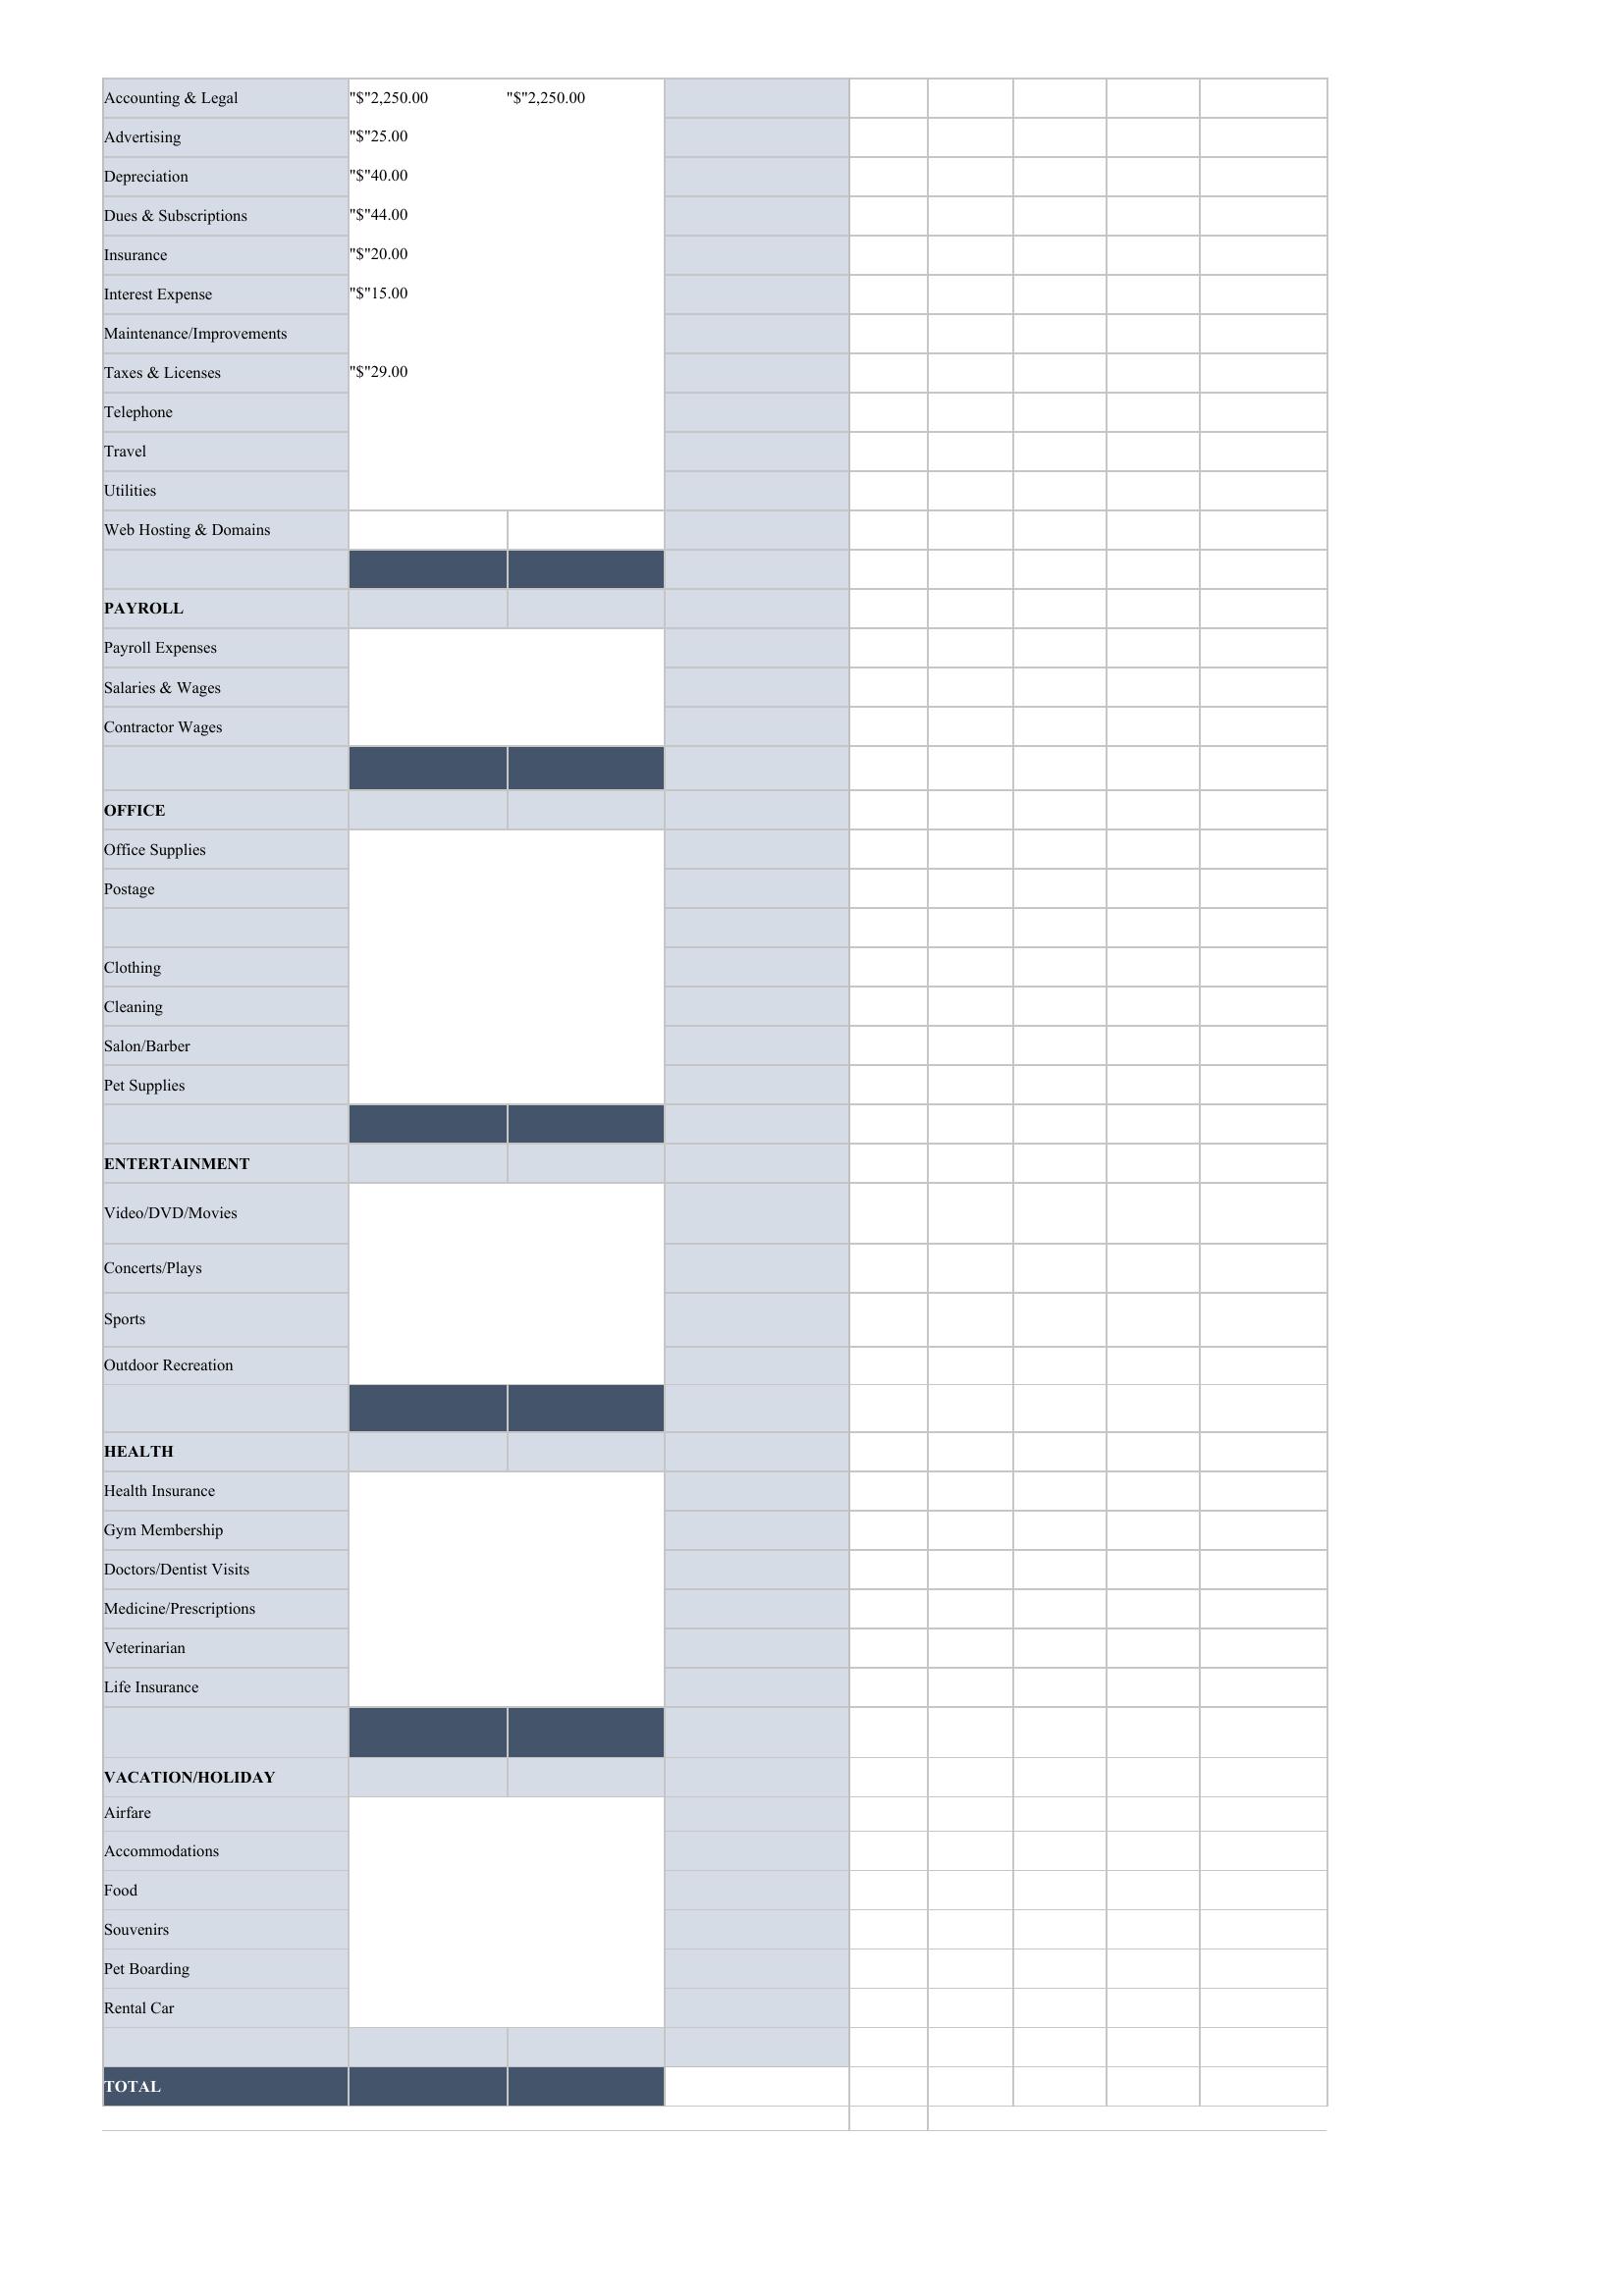 Accounting & Legal "$"2,250.00 "$"2,250.00
Advertising "$"25.00
Depreciation "$"40.00
Dues & Subscriptions "$"44.00
Insurance "$"20.00
Interest Expense "$"15.00
Maintenance/Improvements
Taxes & Licenses "$"29.00
Telephone
Travel
Utilities
Web Hosting & Domains
PAYROLL
Payroll Expenses
Salaries & Wages
Contractor Wages
OFFICE
Office Supplies
Postage
Clothing
Cleaning
Salon/Barber
Pet Supplies
ENTERTAINMENT
Video/DVD/Movies
Concerts/Plays
Sports
Outdoor Recreation
HEALTH
Health Insurance
Gym Membership
Doctors/Dentist Visits
Medicine/Prescriptions
Veterinarian
Life Insurance
VACATION/HOLIDAY
Airfare
Accommodations
Food
Souvenirs
Pet Boarding
Rental Car
TOTAL